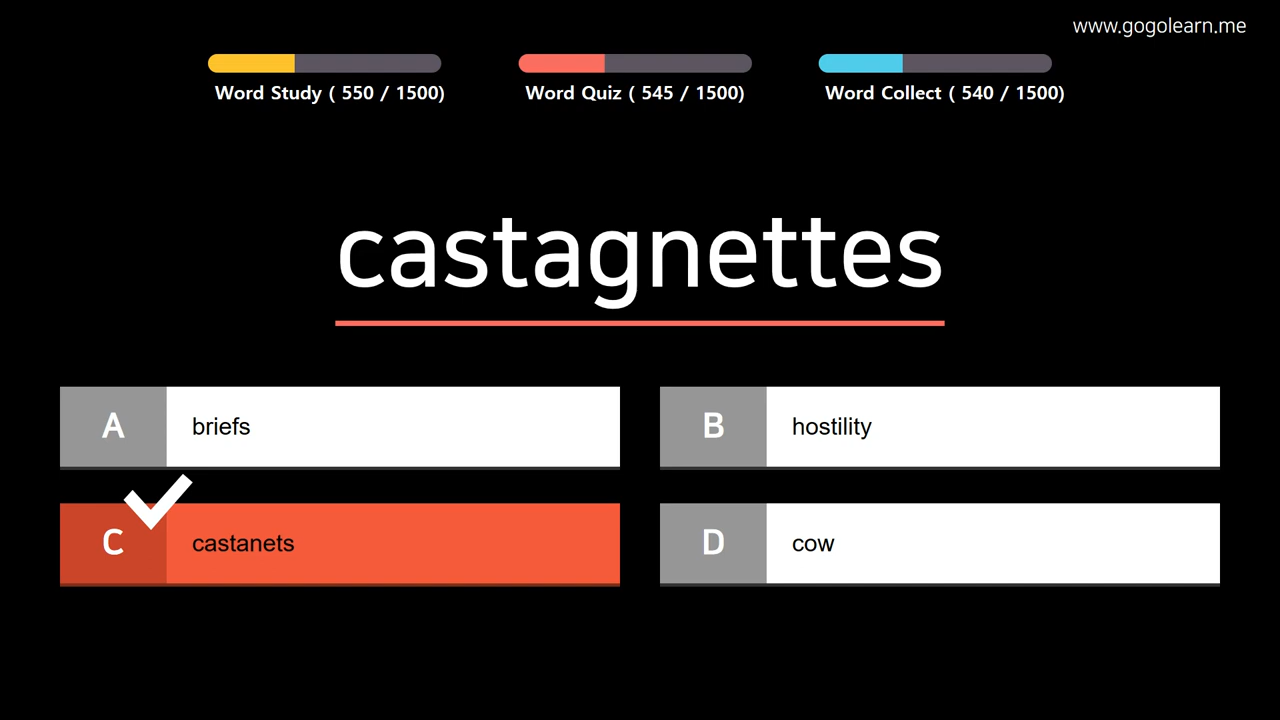 www.gogolearn.me
Word Study ( 550 / 1500)
Word Quiz ( 545 / 1500)
Word Collect ( 540 / 1500)
castagnettes
A briefs
B hostility
C castanets
D cow